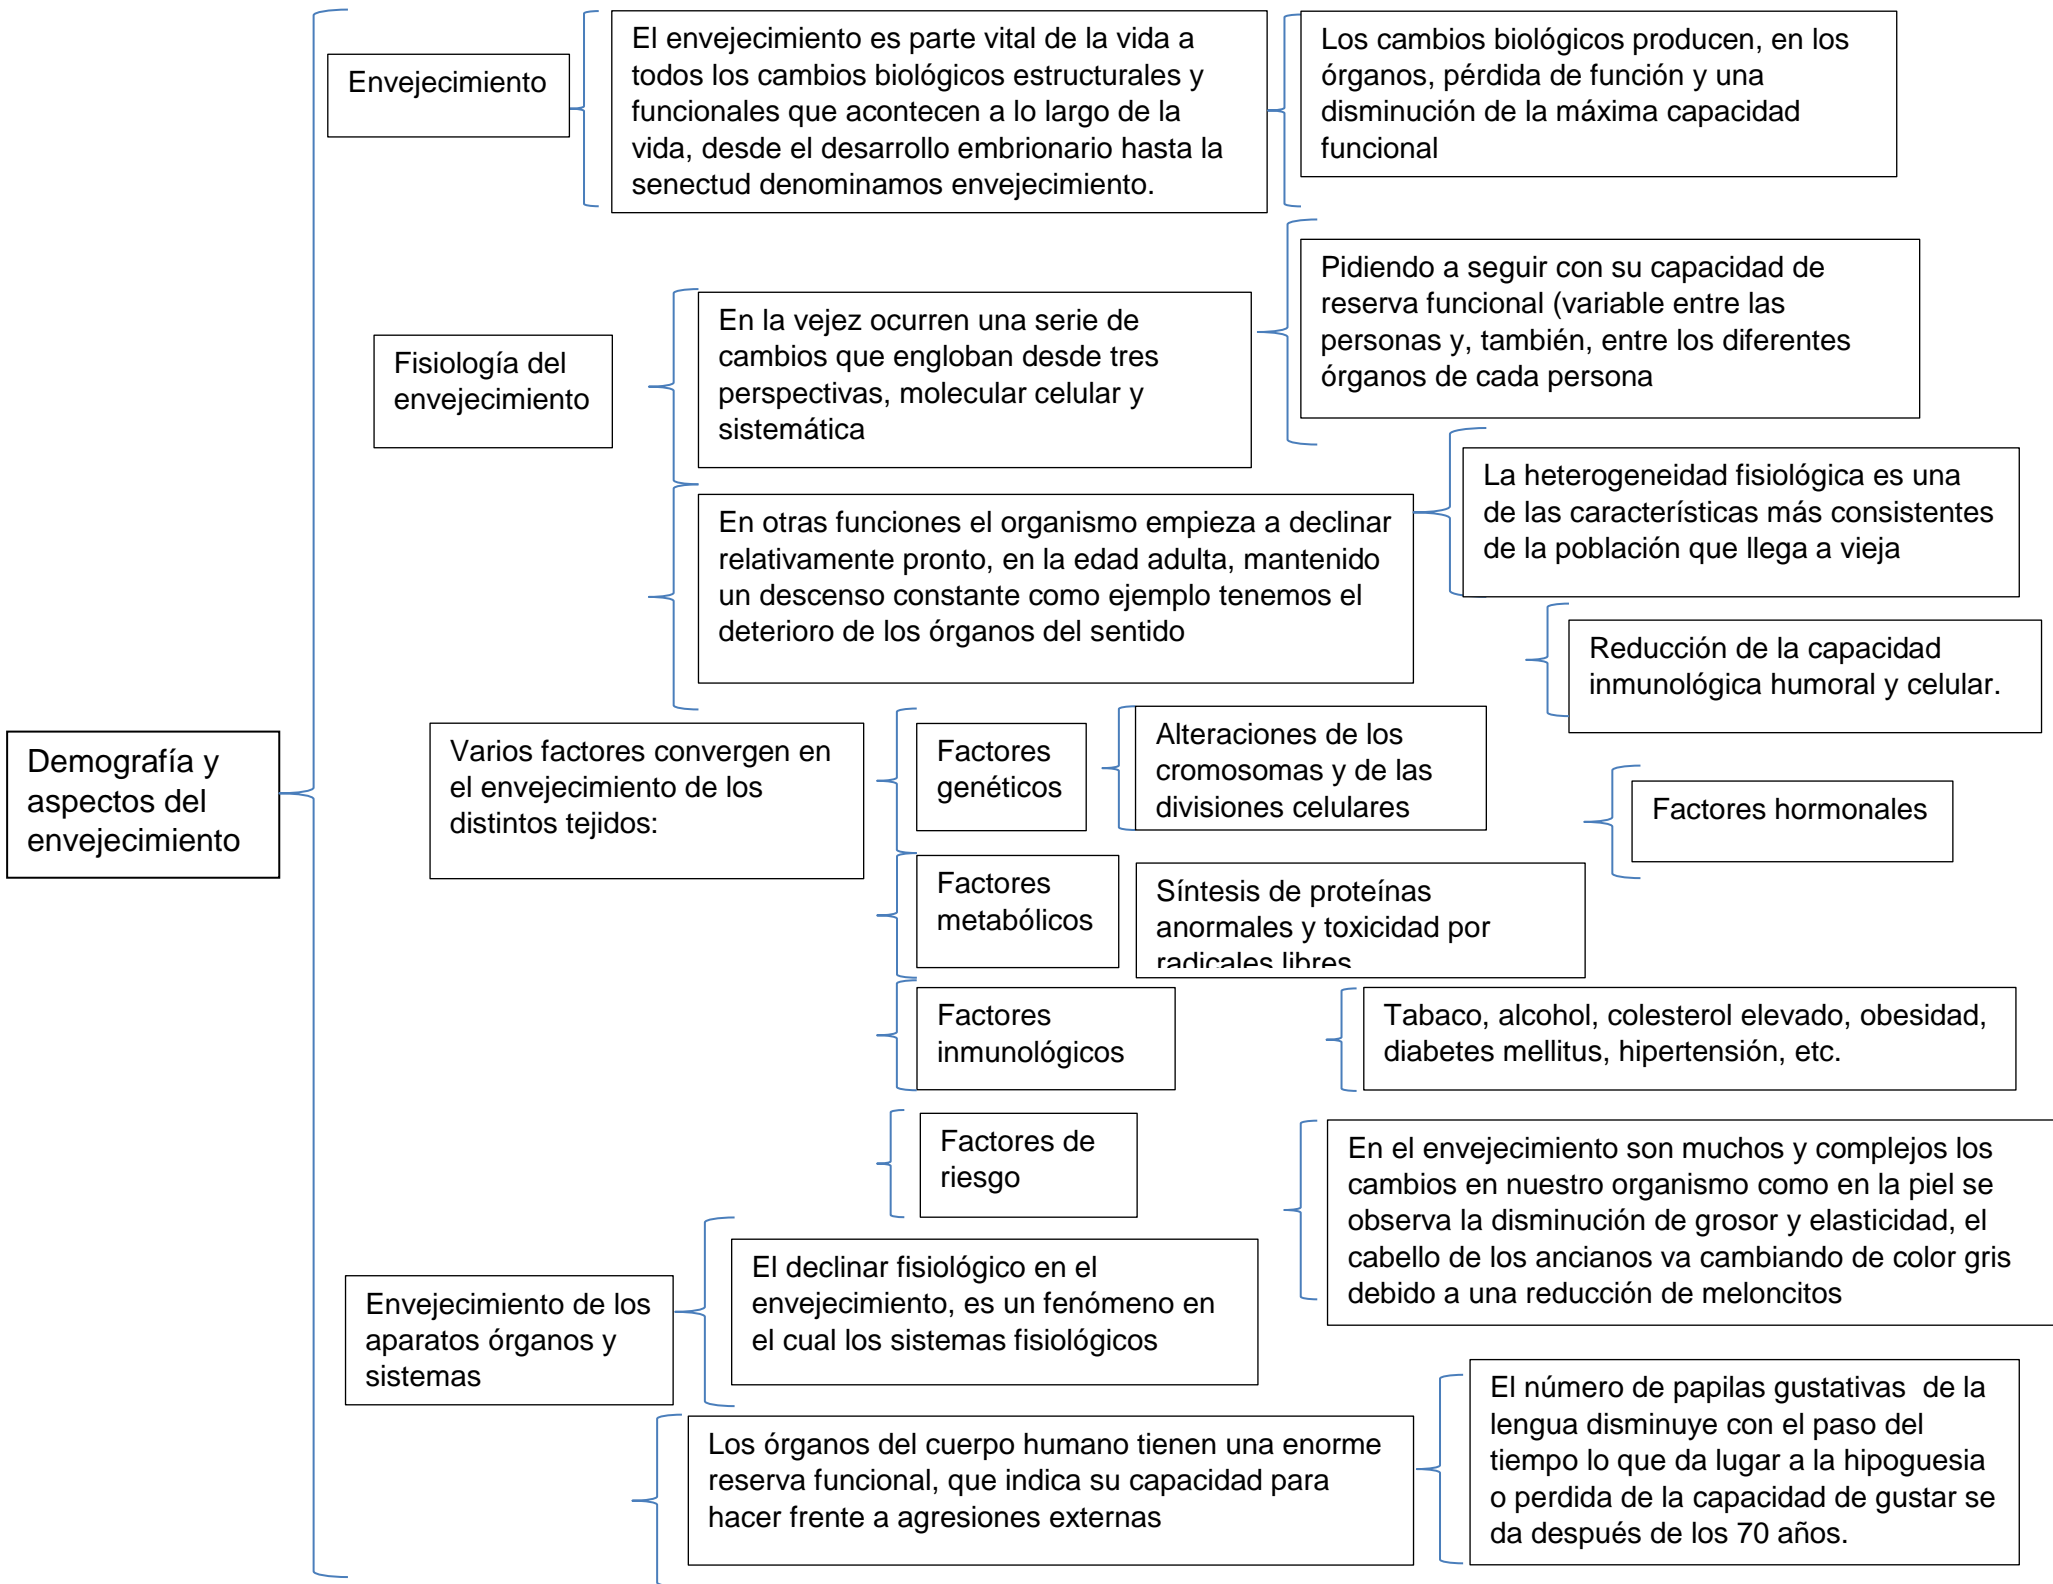 Demografía y
aspectos del
envejecimiento
Envejecimiento
El envejecimiento es parte vital de la vida a
todos los cambios biológicos estructurales y
funcionales que acontecen a lo largo de la
vida, desde el desarrollo embrionario hasta la
senectud denominamos envejecimiento.
Los cambios biológicos producen, en los
órganos, pérdida de función y una
disminución de la máxima capacidad
funcional
Fisiología del
envejecimiento
En la vejez ocurren una serie de
cambios que engloban desde tres
perspectivas, molecular celular y
sistemática
Pidiendo a seguir con su capacidad de
reserva funcional (variable entre las
personas y, también, entre los diferentes
órganos de cada persona
En otras funciones el organismo empieza a declinar
relativamente pronto, en la edad adulta, mantenido
un descenso constante como ejemplo tenemos el
deterioro de los órganos del sentido
La heterogeneidad fisiológica es una
de las características más consistentes
de la población que llega a vieja
Reducción de la capacidad
inmunológica humoral y celular.
Varios factores convergen en
el envejecimiento de los
distintos tejidos:
Factores
genéticos
Alteraciones de los
cromosomas y de las
divisiones celulares
Factores hormonales
Factores
metabólicos
Síntesis de proteínas
anormales y toxicidad por
radicales libres
Factores
inmunológicos
Tabaco, alcohol, colesterol elevado, obesidad,
diabetes mellitus, hipertensión, etc.
Factores de
riesgo
En el envejecimiento son muchos y complejos los
cambios en nuestro organismo como en la piel se
observa la disminución de grosor y elasticidad, el
cabello de los ancianos va cambiando de color gris
debido a una reducción de meloncitos
Envejecimiento de los
aparatos órganos y
sistemas
El declinar fisiológico en el
envejecimiento, es un fenómeno en
el cual los sistemas fisiológicos
Los órganos del cuerpo humano tienen una enorme
reserva funcional, que indica su capacidad para
hacer frente a agresiones externas
El número de papilas gustativas  de la
lengua disminuye con el paso del
tiempo lo que da lugar a la hipoguesia
o perdida de la capacidad de gustar se
da después de los 70 años.